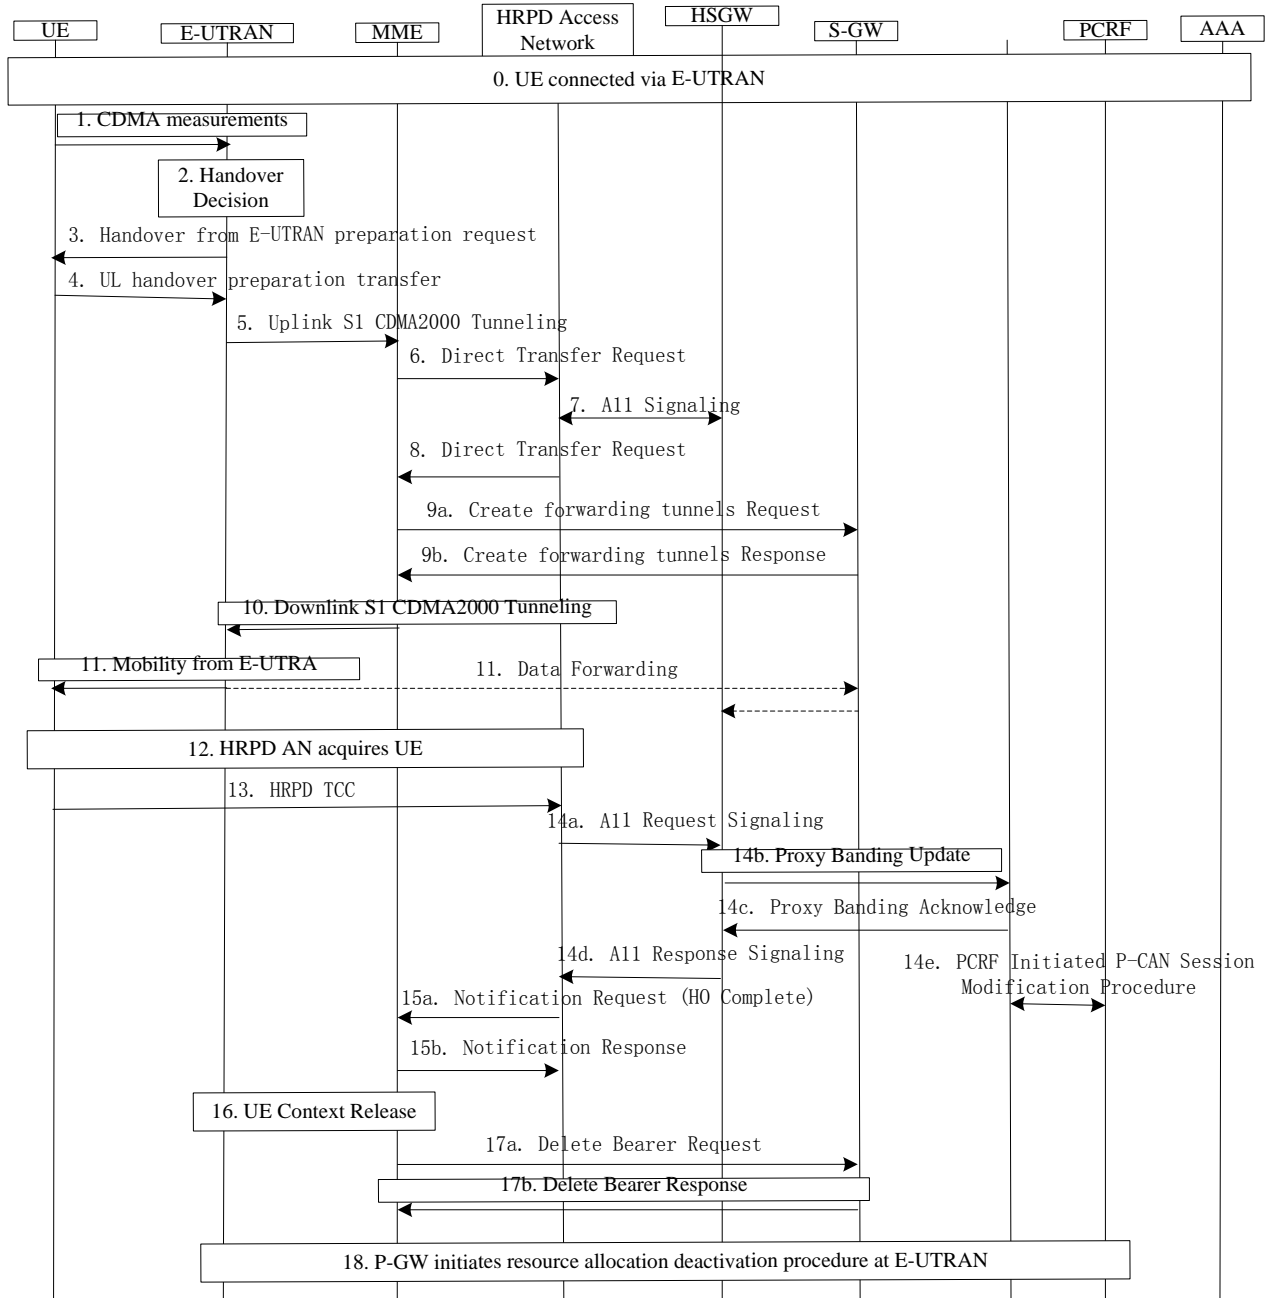 UE
E-UTRAN
MME
HRPD Access
Network
HSGW
S-GW
PCRF
AAA
0. UE connected via E-UTRAN
1. CDMA measurements
2. Handover
Decision
3. Handover from E-UTRAN preparation request
4. UL handover preparation transfer
5. Uplink S1 CDMA2000 Tunneling
6. Direct Transfer Request
7. A11 Signaling
8. Direct Transfer Request
9a. Create forwarding tunnels Request
9b. Create forwarding tunnels Response
10. Downlink S1 CDMA2000 Tunneling
11. Mobility from E-UTRA
11. Data Forwarding
12. HRPD AN acquires UE
13. HRPD TCC
14a. A11 Request Signaling
14b. Proxy Banding Update
14c. Proxy Banding Acknowledge
14d. A11 Response Signaling
14e. PCRF Initiated P-CAN Session
Modification Procedure
15a. Notification Request (HO Complete)
15b. Notification Response
16. UE Context Release
17a. Delete Bearer Request
17b. Delete Bearer Response
18. P-GW initiates resource allocation deactivation procedure at E-UTRAN